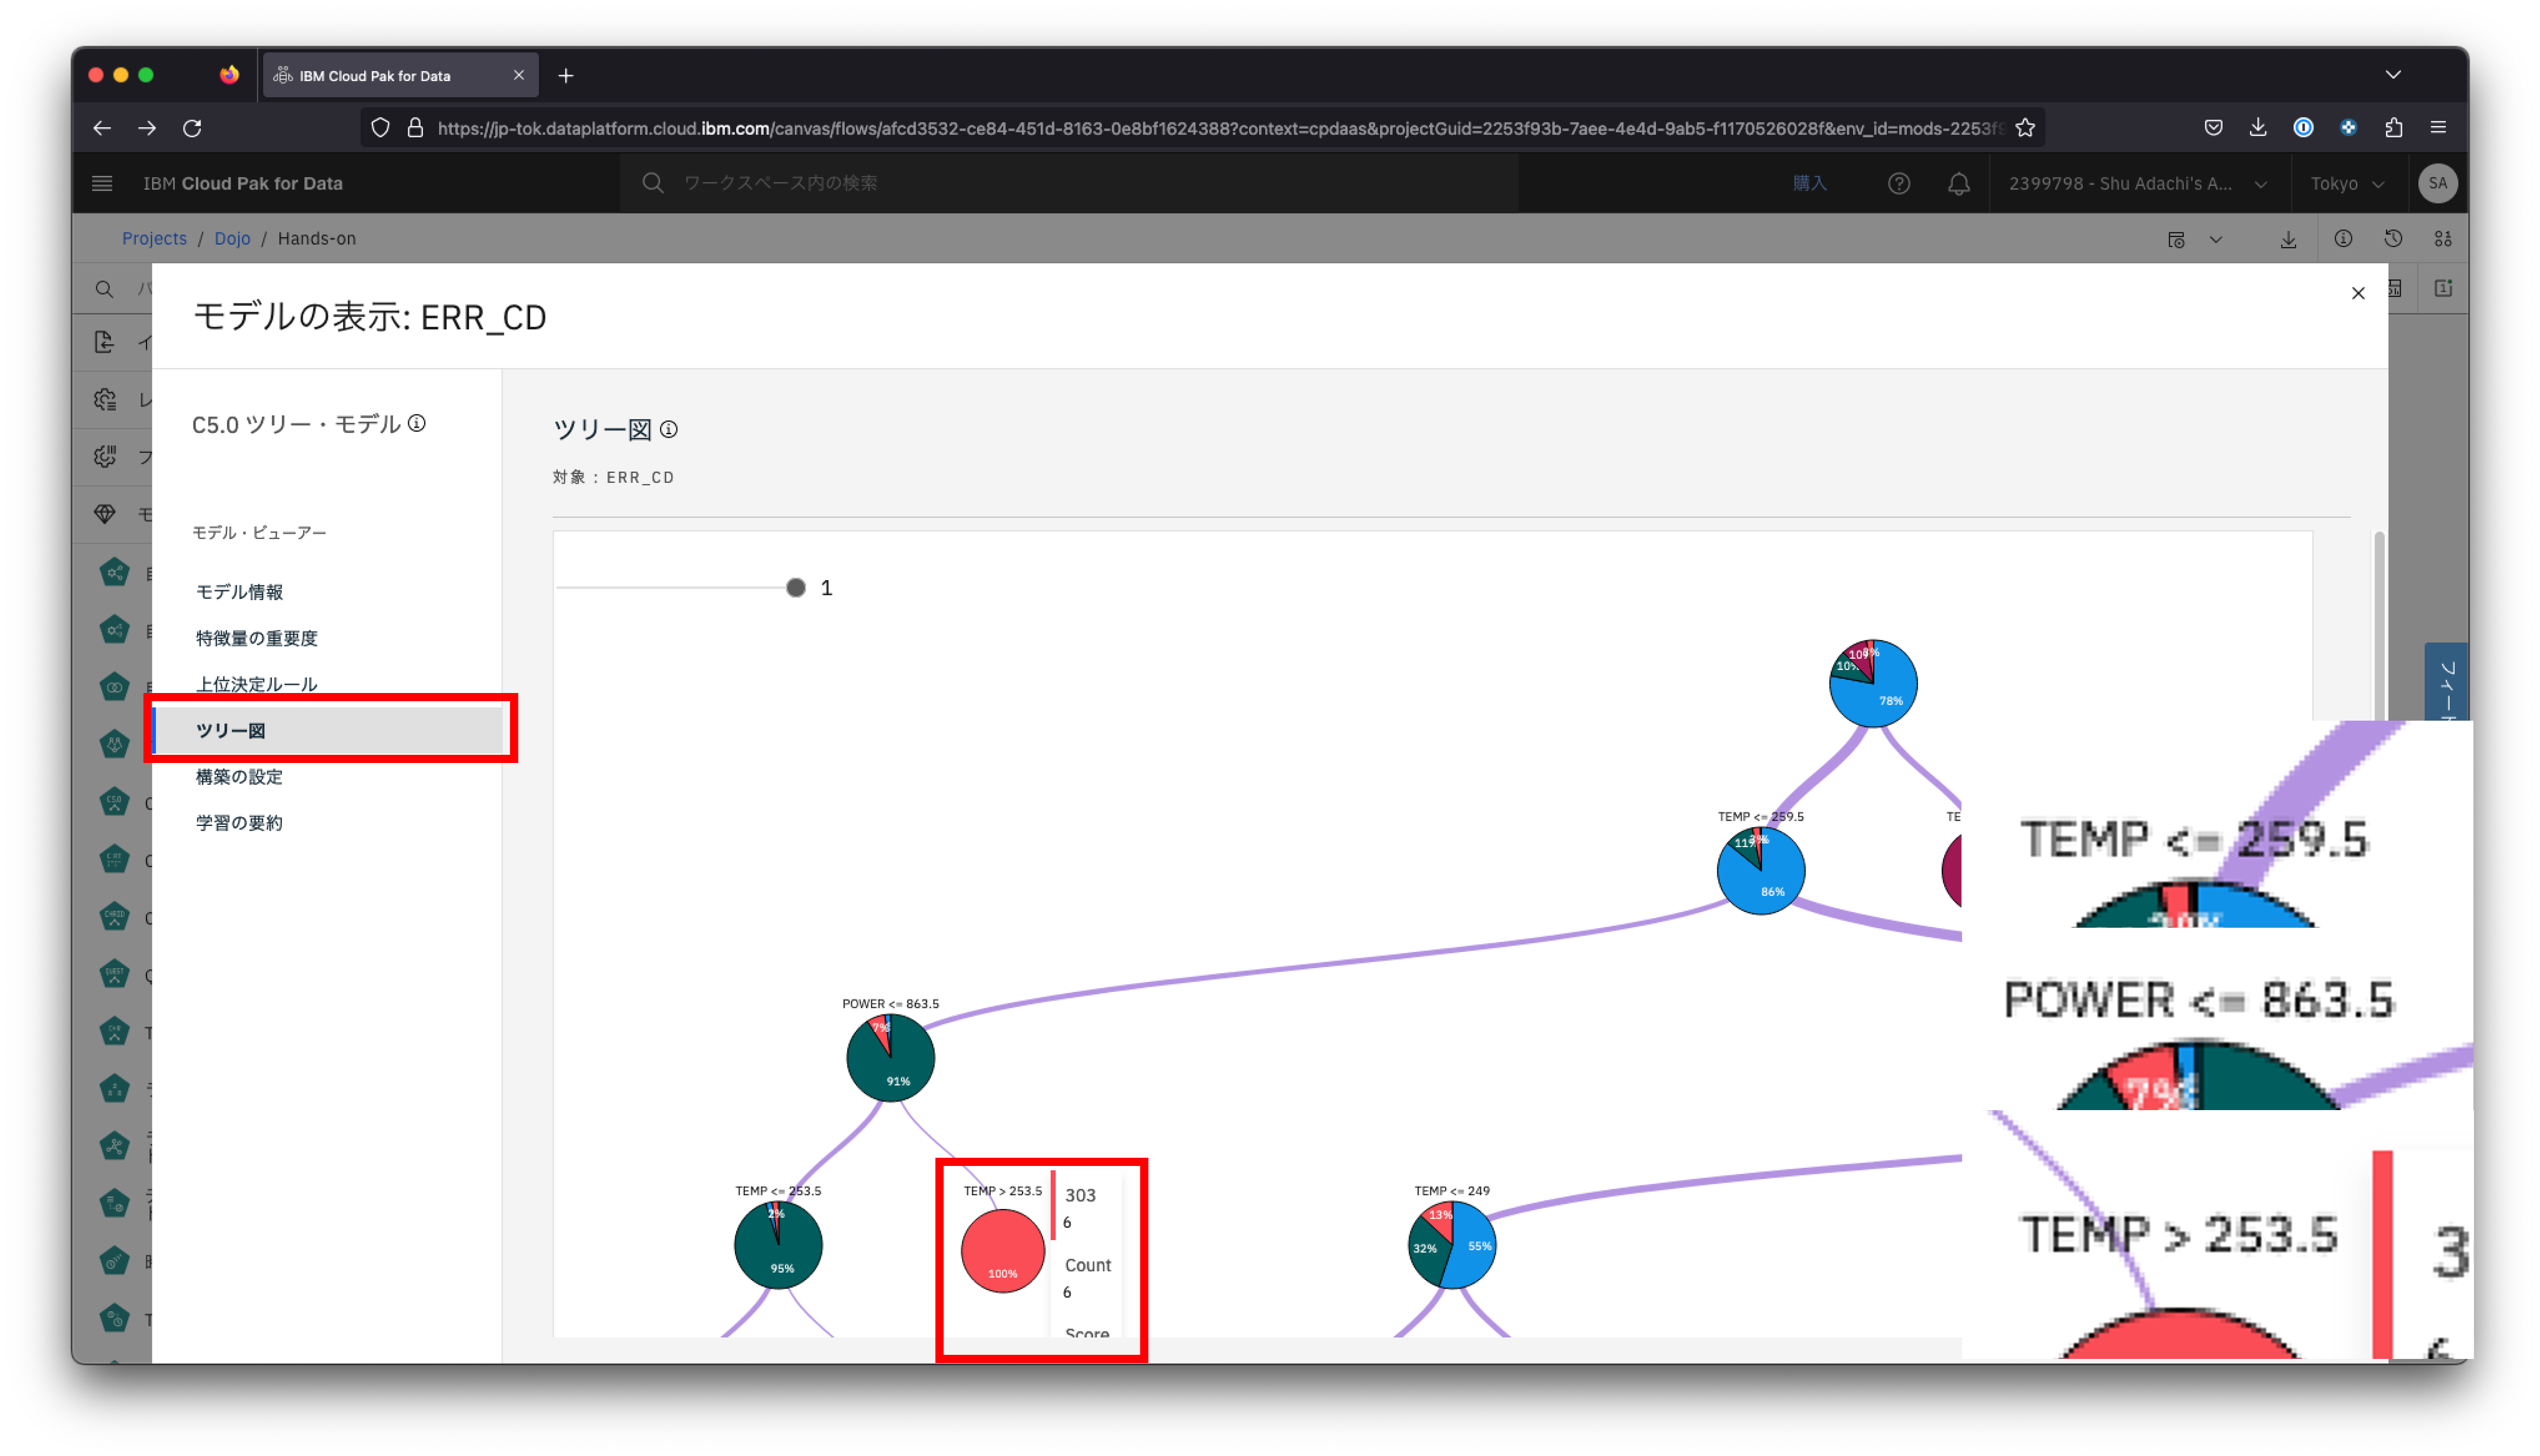 IBM Cloud Pak for Data
https://jp-tok.dataplatform.cloud.ibm.com/canvas/flows/afcd3532-ce84-451d-8163-0e8bf1624388?context=cpdaas&projectGuid=2253f93b-7aee-4e4d-9ab5-f1170526028f&env_id=mods-2253f9
IBM Cloud Pak for Data
ワークスペース内の検索
購入
2399798 - Shu Adachi's A...
Tokyo
SA
Projects / Dojo / Hands-on
モデルの表示: ERR_CD
C5.0 ツリー・モデル
モデル・ビューアー
モデル情報
特徴量の重要度
上位決定ルール
ツリー図
構築の設定
学習の要約
ツリー図
対象 : ERR_CD
1
10%
3%
78%
フィード
TEMP <= 259.5
TE
11%
3%
86%
POWER <= 863.5
7%
91%
TEMP <= 253.5
2%
95%
TEMP > 253.5
100%
303
6
Count
6
Score
TEMP <= 249
13%
32%
55%
TEMP <= 259.5
POWER <= 863.5
7%
TEMP > 253.5
3
6